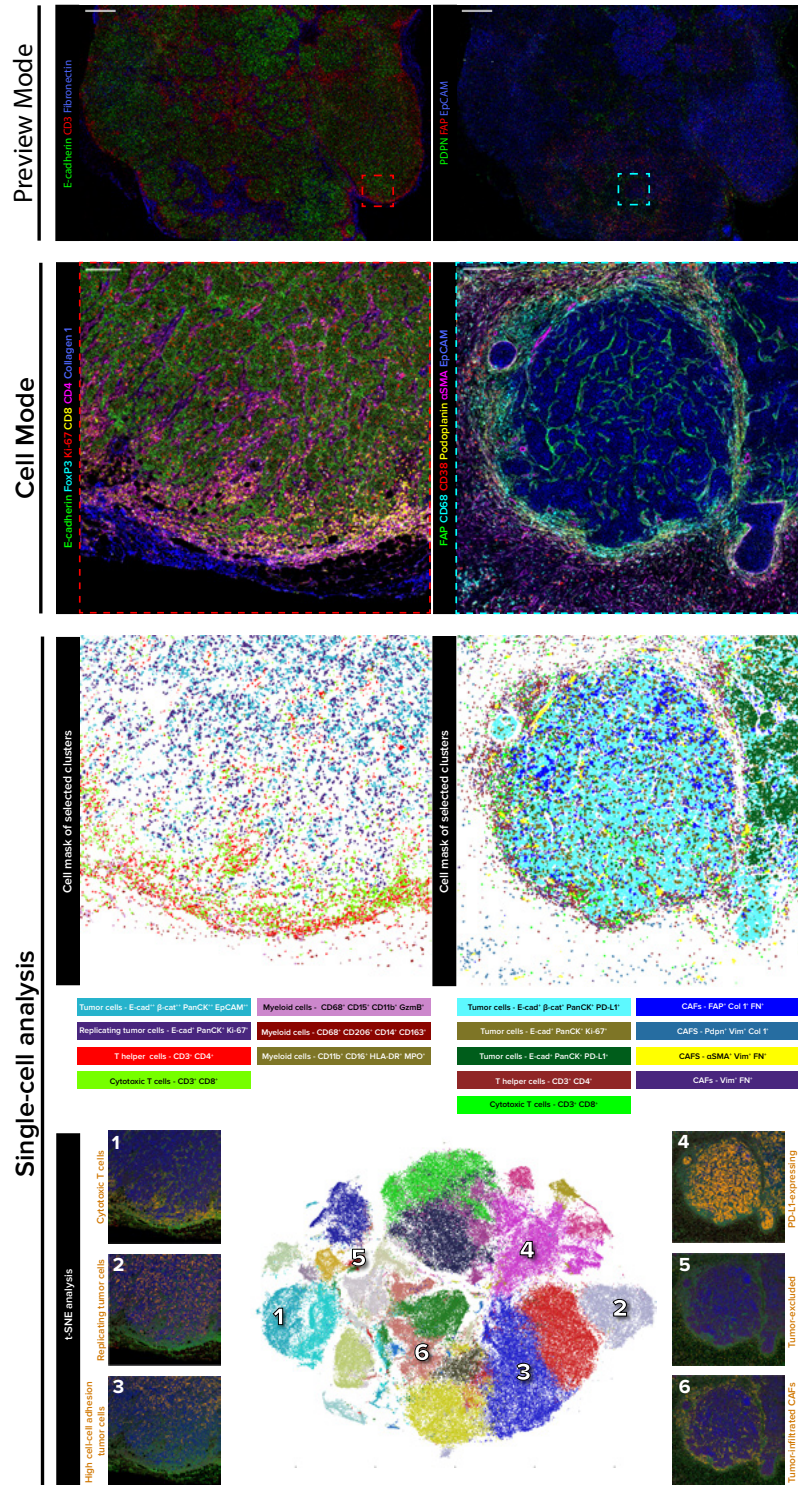 Preview Mode
E-cadherin CD3 Fibronectin
PDPN FAP EpCAM
Cell Mode
E-cadherin FoxP3 Ki-67 CD8 CD4 Collagen 1
FAP CD68 CD38 Podoplanin αSMA EpCAM
Single-cell analysis
Cell mask of selected clusters
Cell mask of selected clusters
Tumor cells - E-cad⁺⁺ β-cat⁺⁺ PanCK⁺⁺ EpCAM⁺⁺
Replicating tumor cells - E-cad⁺ PanCK⁺ Ki-67⁺
T helper cells - CD3⁺ CD4⁺
Cytotoxic T cells - CD3⁺ CD8⁺
Myeloid cells - CD68⁺ CD15⁺ CD11b⁺ GzmB⁺
Myeloid cells - CD68⁺ CD206⁺ CD14⁺ CD163⁺
Myeloid cells - CD11b⁺ CD16⁺ HLA-DR⁺ MPO⁺
Tumor cells - E-cad⁺ β-cat⁺ PanCK⁺ PD-L1⁺
Tumor cells - E-cad⁺ PanCK⁺ Ki-67⁺
Tumor cells - E-cad⁺ PanCK⁺ PD-L1⁺
T helper cells - CD3⁺ CD4⁺
Cytotoxic T cells - CD3⁺ CD8⁺
CAFs - FAP⁺ Col 1⁺ FN⁺
CAFS - Pdpn⁺ Vim⁺ Col 1⁺
CAFS - αSMA⁺ Vim⁺ FN⁺
CAFs - Vim⁺ FN⁺
t-SNE analysis
1
Cytotoxic T cells
2
Replicating tumor cells
3
High cell-cell adhesion
tumor cells
1
2
3
4
5
6
4
PD-L1-expressing
5
Tumor-excluded
6
Tumor-infiltrated CAFs